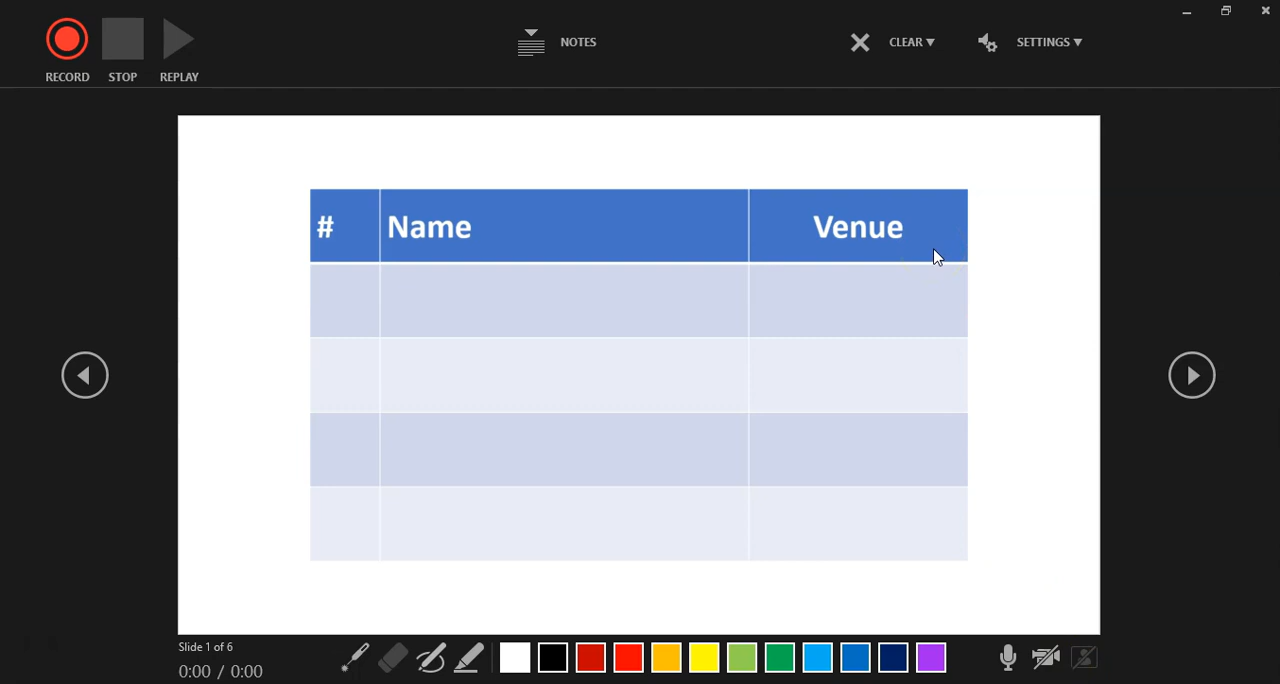 RECORD STOP REPLAY
NOTES
CLEAR
SETTINGS
# Name Venue
Slide 1 of 6
0:00 / 0:00